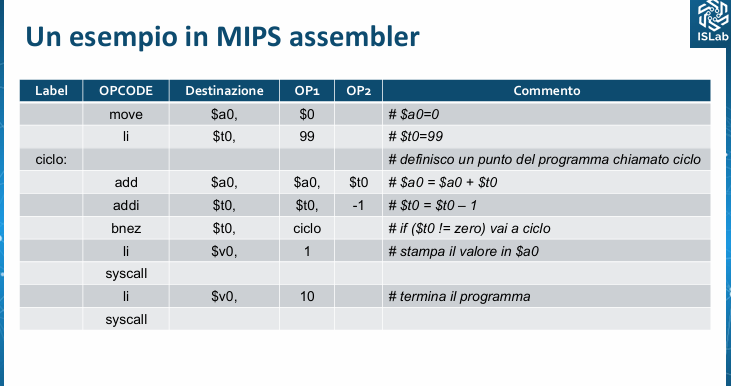 Un esempio in MIPS assembler
ISLab
Label OPCODE Destinazione OP1 OP2 Commento
move $a0, $0 # $a0=0
li $t0, 99 # $t0=99
ciclo: # definisco un punto del programma chiamato ciclo
add $a0, $a0, $t0 # $a0 = $a0 + $t0
addi $t0, $t0, -1 # $t0 = $t0 – 1
bnez $t0, ciclo # if ($t0 != zero) vai a ciclo
li $v0, 1 # stampa il valore in $a0
syscall
li $v0, 10 # termina il programma
syscall